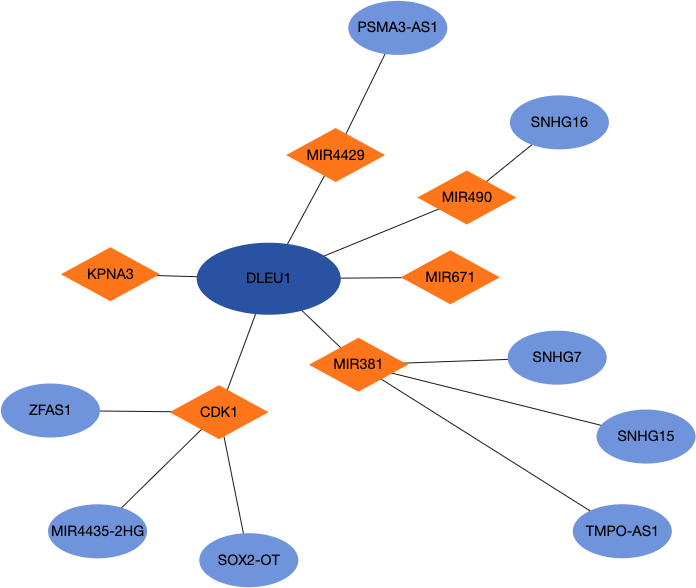 PSMA3-AS1
SNHG16
MIR4429
MIR490
KPNA3
DLEU1
MIR671
SNHG7
MIR381
ZFAS1
CDK1
SNHG15
MIR4435-2HG
TMPO-AS1
SOX2-OT